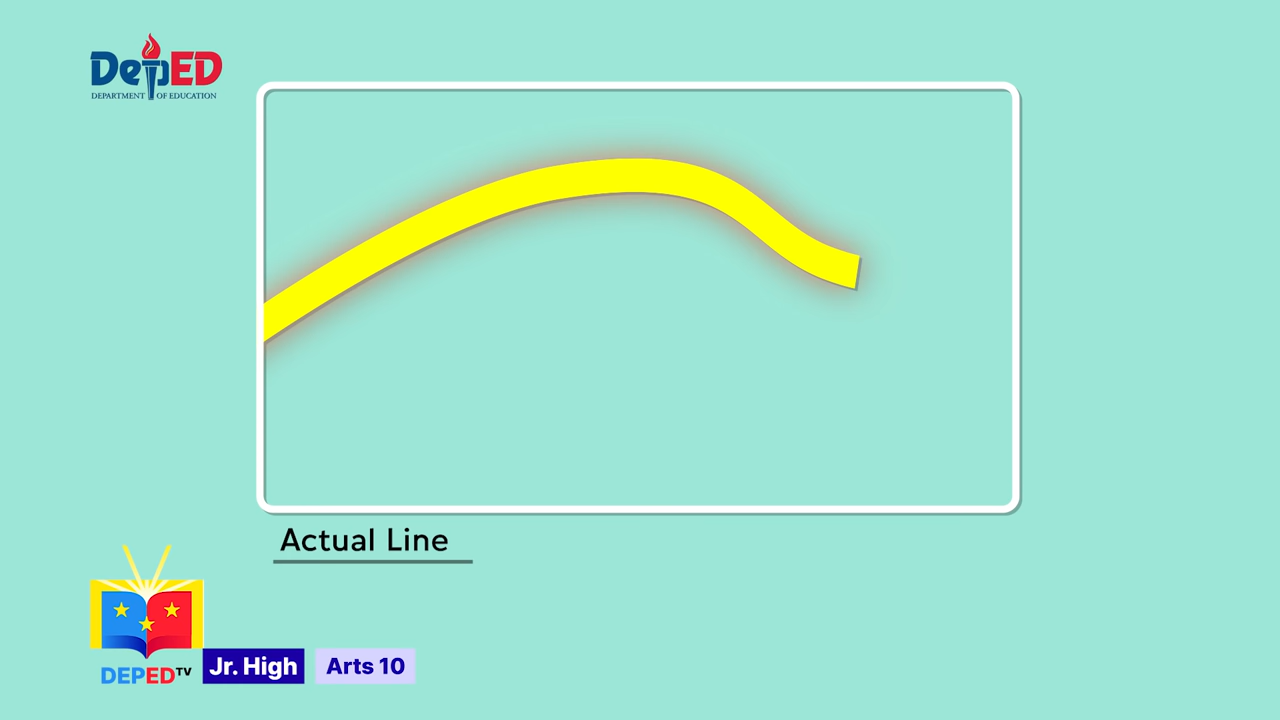 DepED
DEPARTMENT OF EDUCATION
Actual Line
DEPED TV
Jr. High
Arts 10